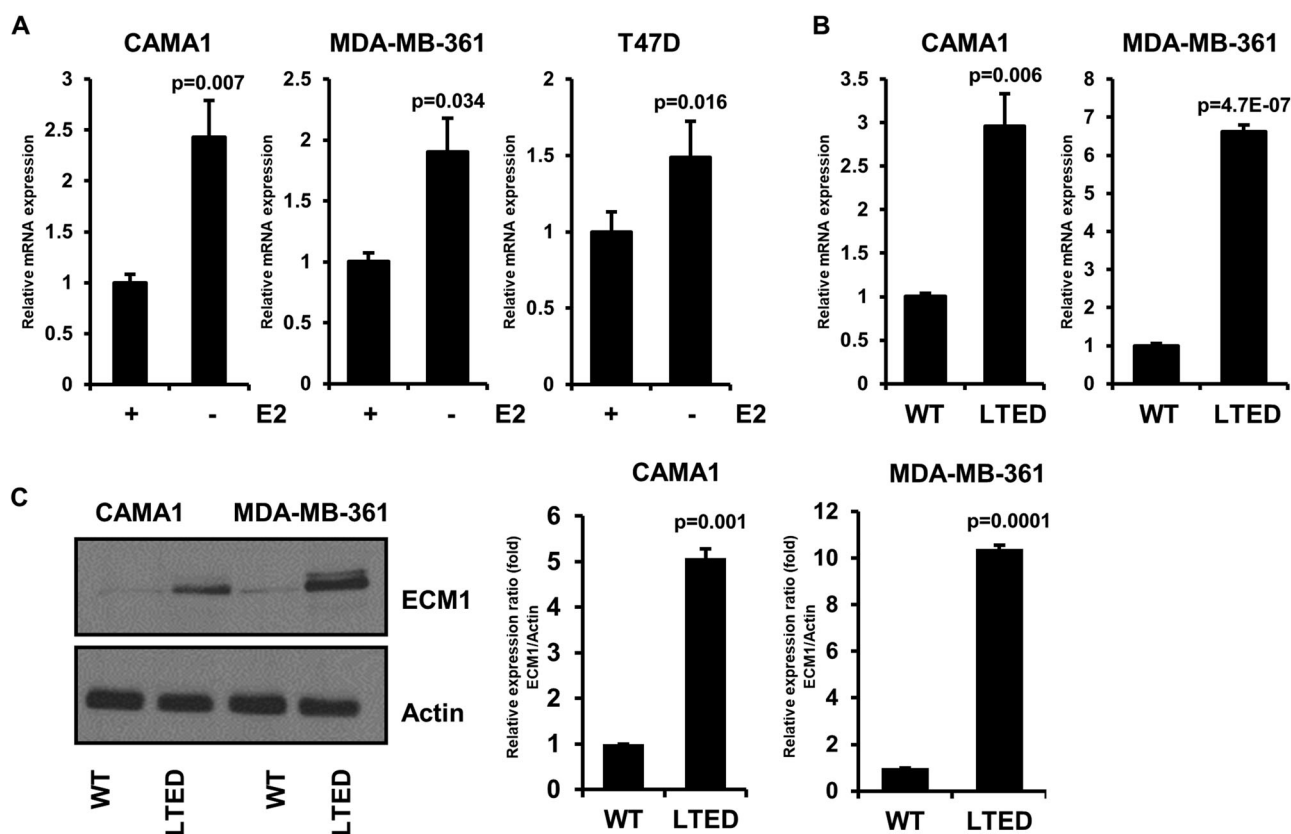 A
CAMA1
Relative mRNA expression
3
2.5
2
1.5
1
0.5
0
p=0.007
+ -
MDA-MB-361
Relative mRNA expression
2.5
2
1.5
1
0.5
0
p=0.034
+ - E2
T47D
Relative mRNA expression
2
1.5
1
0.5
0
p=0.016
+ - E2
B
CAMA1
Relative mRNA expression
3.5
3
2.5
2
1.5
1
0.5
0
p=0.006
WT LTED
MDA-MB-361
Relative mRNA expression
8
7
6
5
4
3
2
1
0
p=4.7E-07
WT LTED
C
CAMA1 MDA-MB-361
ECM1
Actin
WT
LTED
WT
LTED
CAMA1
Relative expression ratio (fold)
ECM1/Actin
6
5
4
3
2
1
0
p=0.001
WT LTED
MDA-MB-361
Relative expression ratio (fold)
ECM1/Actin
12
10
8
6
4
2
0
p=0.0001
WT LTED